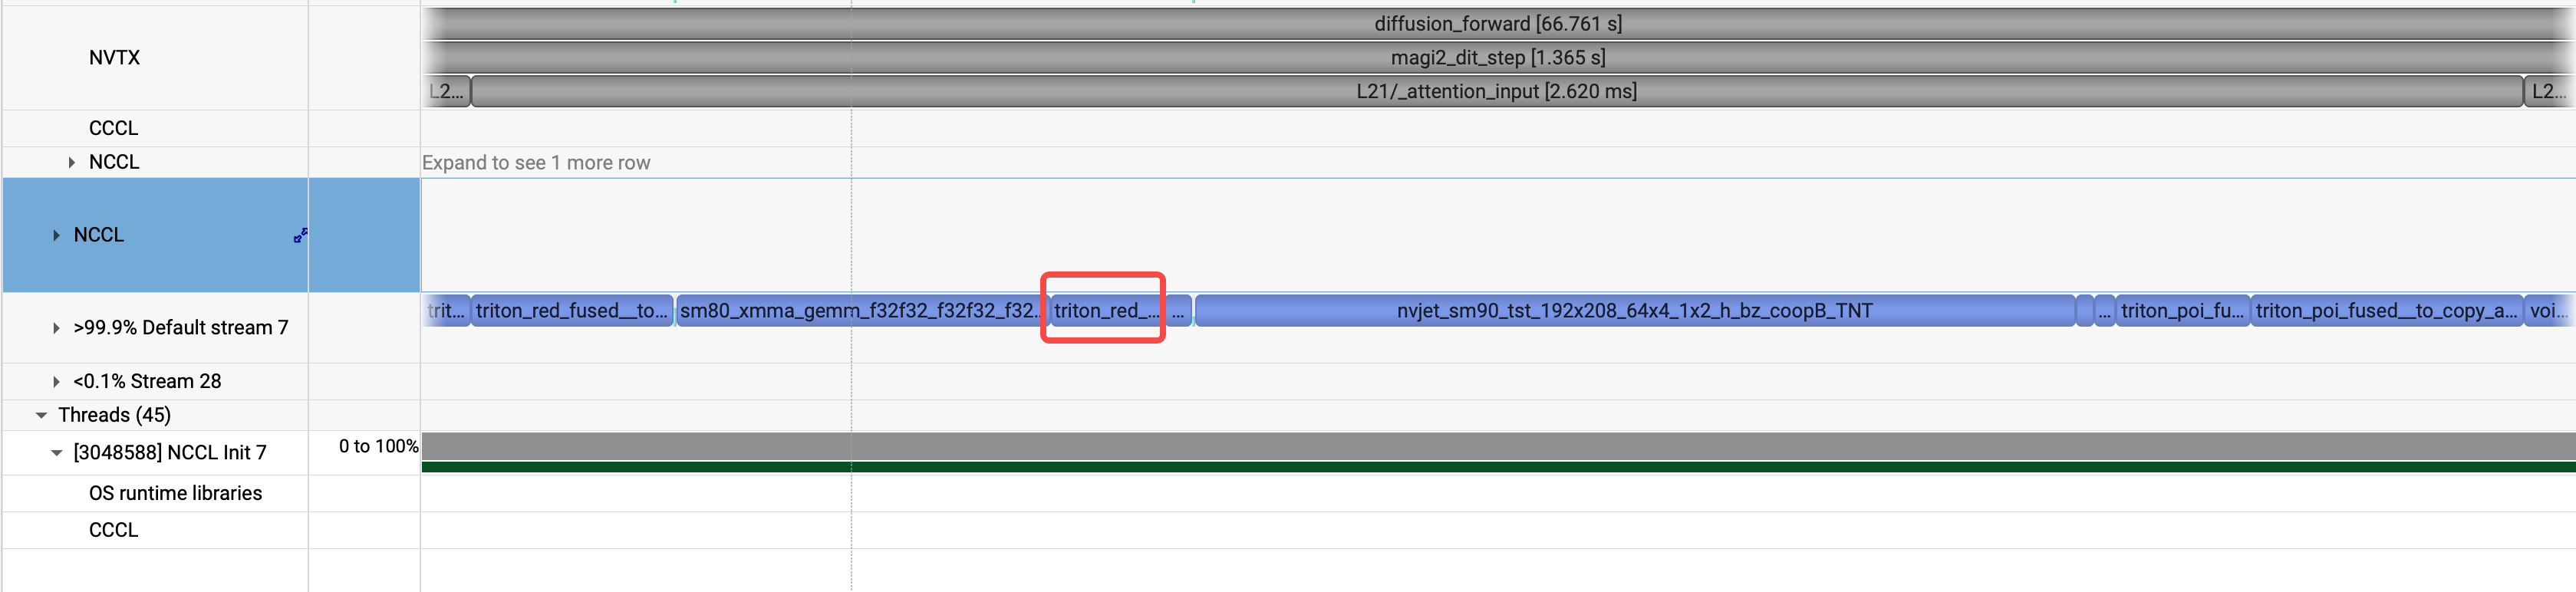 diffusion_forward [66.761 s]
NVTX
magi2_dit_step [1.365 s]
L2... L21/_attention_input [2.620 ms] L2...
CCCL
NCCL Expand to see 1 more row
NCCL
trit... triton_red_fused__to... sm80_xmma_gemm_f32f32_f32f32_f32... triton_red_... ... nvjet_sm90_tst_192x208_64x4_1x2_h_bz_coopB_TNT ... triton_poi_fu... triton_poi_fused__to_copy_a... voi...
>99.9% Default stream 7
<0.1% Stream 28
Threads (45)
[3048588] NCCL Init 7 0 to 100%
OS runtime libraries
CCCL